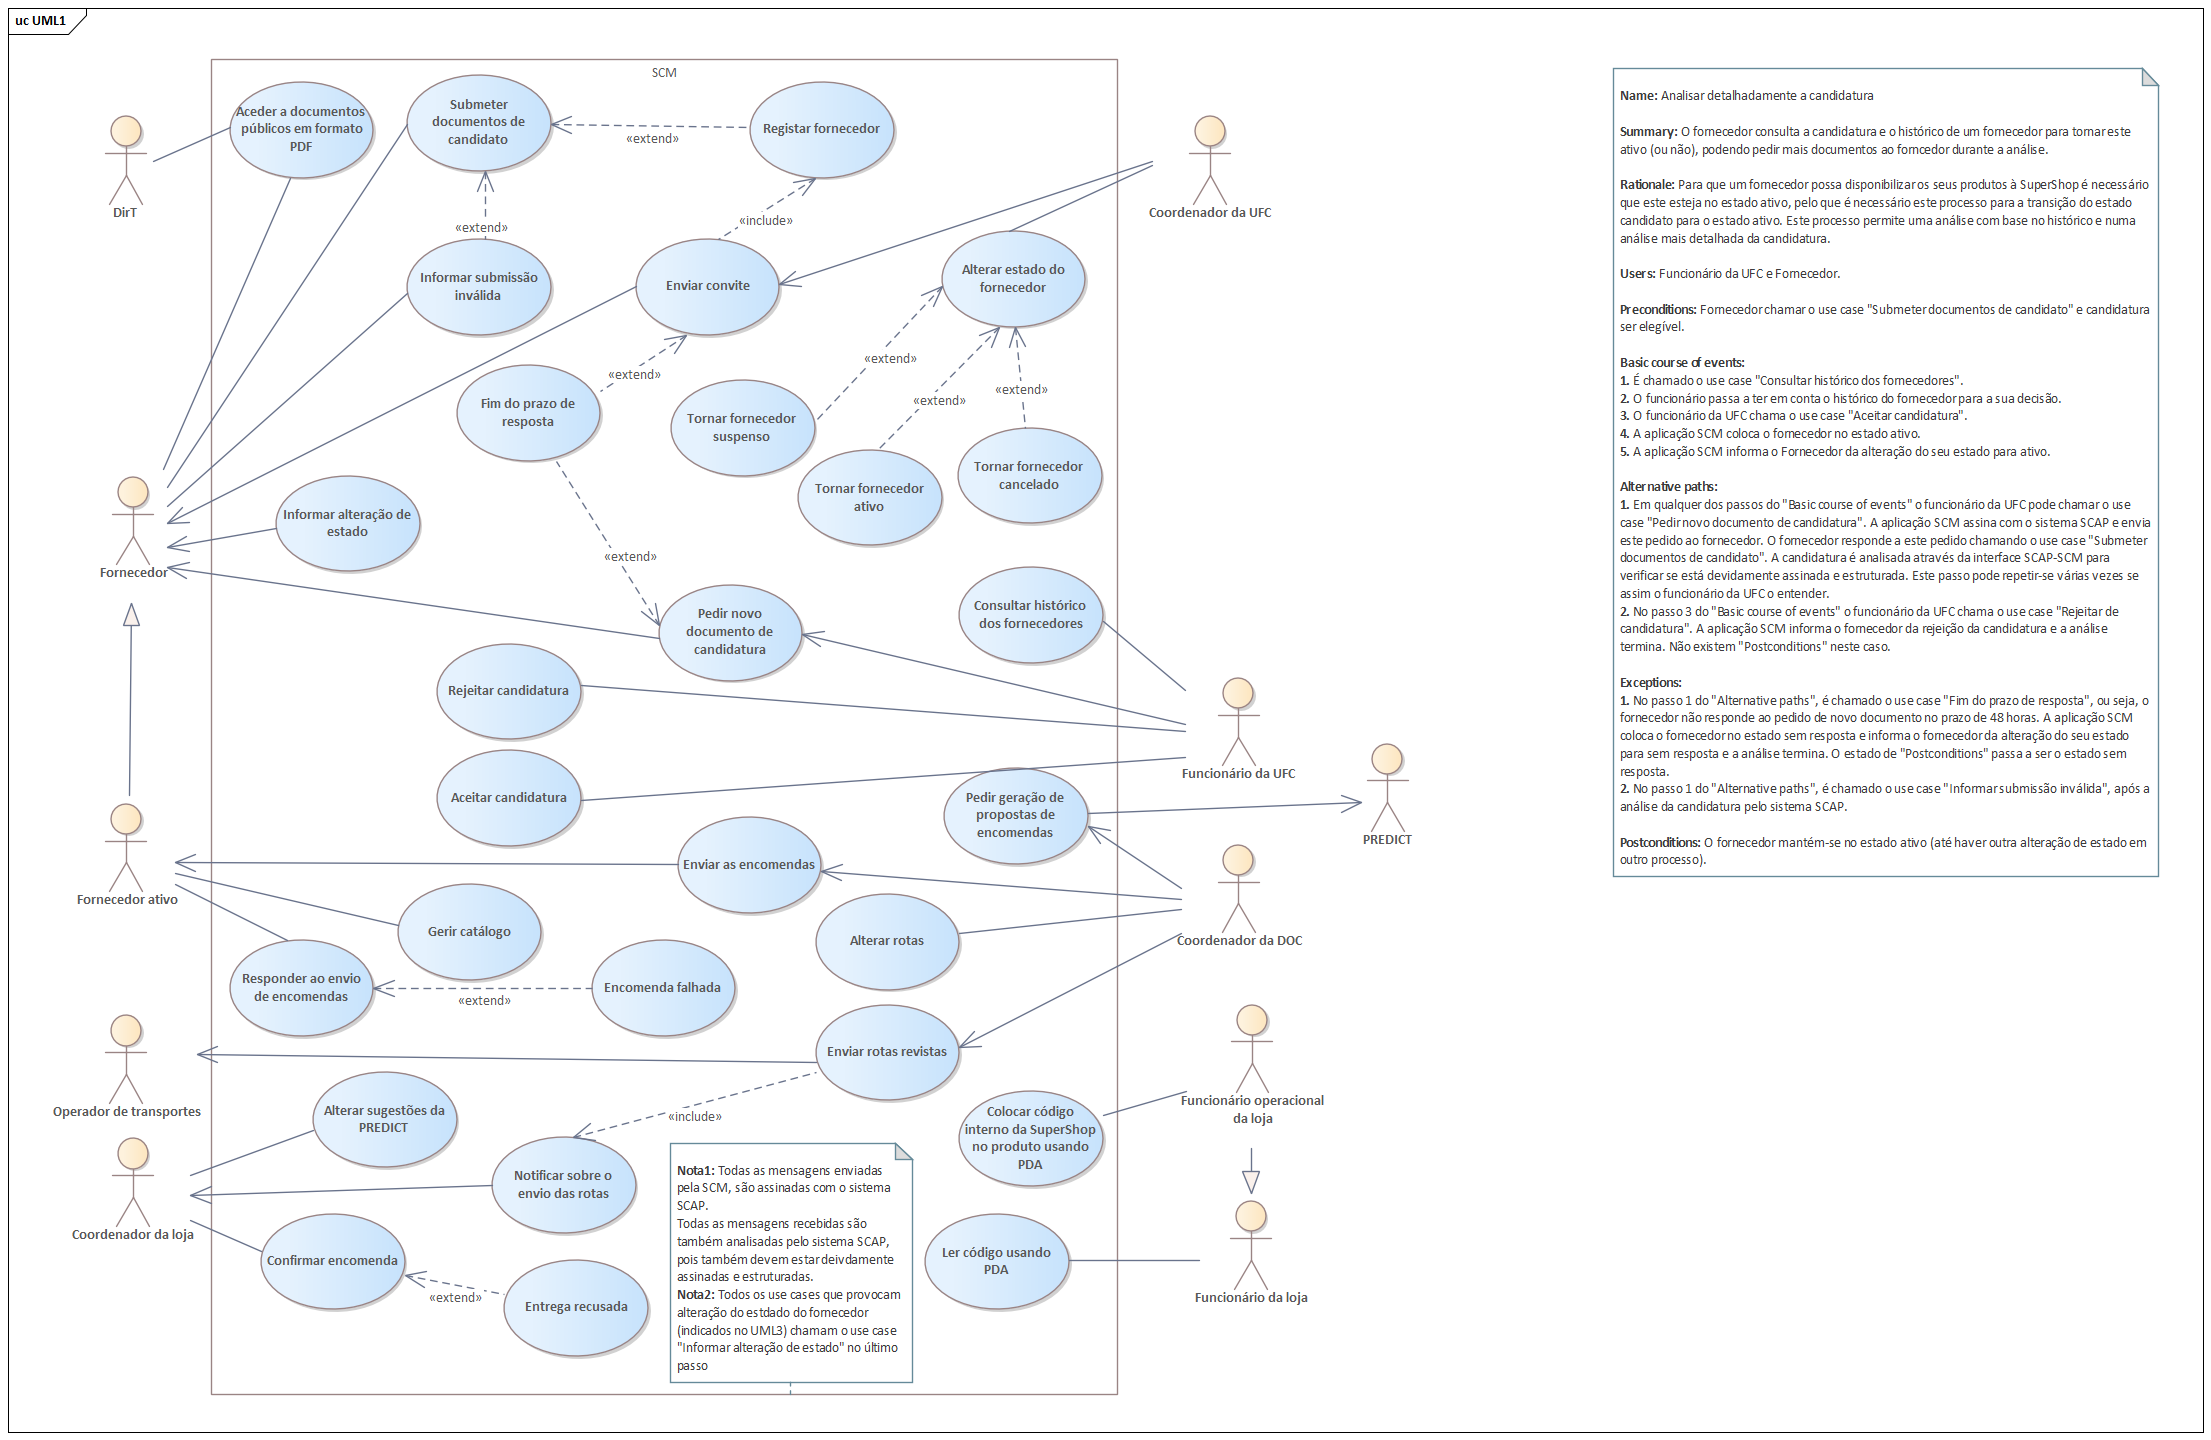 uc UML1
SCM
Aceder a documentos
públicos em formato
PDF
Submeter
documentos de
candidato
«extend»
Registar fornecedor
DirT
Coordenador da UFC
«extend»
«include»
Informar submissão
inválida
Enviar convite
Alterar estado do
fornecedor
«extend»
«extend»
«extend»
«extend»
Fim do prazo de
resposta
Tornar fornecedor
suspenso
Tornar fornecedor
ativo
Tornar fornecedor
cancelado
Informar alteração de
estado
Fornecedor
«extend»
Pedir novo
documento de
candidatura
Consultar histórico
dos fornecedores
Rejeitar candidatura
Funcionário da UFC
Aceitar candidatura
Pedir geração de
propostas de
encomendas
PREDICT
Enviar as encomendas
Fornecedor ativo
Gerir catálogo
Alterar rotas
Coordenador da DOC
Responder ao envio
de encomendas
«extend»
Encomenda falhada
Enviar rotas revistas
Operador de transportes
Alterar sugestões da
PREDICT
«include»
Colocar código
interno da SuperShop
no produto usando
PDA
Funcionário operacional
da loja
Notificar sobre o
envio das rotas
Coordenador da loja
Confirmar encomenda
«extend»
Entrega recusada
Ler código usando
PDA
Funcionário da loja
Nota1: Todas as mensagens enviadas
pela SCM, são assinadas com o sistema
SCAP.
Todas as mensagens recebidas são
também analisadas pelo sistema SCAP,
pois também devem estar deivdamente
assinadas e estruturadas.
Nota2: Todos os use cases que provocam
alteração do estdado do fornecedor
(indicados no UML3) chamam o use case
"Informar alteração de estado" no último
passo
Name: Analisar detalhadamente a candidatura
Summary: O fornecedor consulta a candidatura e o histórico de um fornecedor para tornar este
ativo (ou não), podendo pedir mais documentos ao forncedor durante a análise.
Rationale: Para que um fornecedor possa disponibilizar os seus produtos à SuperShop é necessário
que este esteja no estado ativo, pelo que é necessário este processo para a transição do estado
candidato para o estado ativo. Este processo permite uma análise com base no histórico e numa
análise mais detalhada da candidatura.
Users: Funcionário da UFC e Fornecedor.
Preconditions: Fornecedor chamar o use case "Submeter documentos de candidato" e candidatura
ser elegível.
Basic course of events:
1. É chamado o use case "Consultar histórico dos fornecedores".
2. O funcionário passa a ter em conta o histórico do fornecedor para a sua decisão.
3. O funcionário da UFC chama o use case "Aceitar candidatura".
4. A aplicação SCM coloca o fornecedor no estado ativo.
5. A aplicação SCM informa o Fornecedor da alteração do seu estado para ativo.
Alternative paths:
1. Em qualquer dos passos do "Basic course of events" o funcionário da UFC pode chamar o use
case "Pedir novo documento de candidatura". A aplicação SCM assina com o sistema SCAP e envia
este pedido ao fornecedor. O fornecedor responde a este pedido chamando o use case "Submeter
documentos de candidato". A candidatura é analisada através da interface SCAP-SCM para
verificar se está devidamente assinada e estruturada. Este passo pode repetir-se várias vezes se
assim o funcionário da UFC o entender.
2. No passo 3 do "Basic course of events" o funcionário da UFC chama o use case "Rejeitar de
candidatura". A aplicação SCM informa o fornecedor da rejeição da candidatura e a análise
termina. Não existem "Postconditions" neste caso.
Exceptions:
1. No passo 1 do "Alternative paths", é chamado o use case "Fim do prazo de resposta", ou seja, o
fornecedor não responde ao pedido de novo documento no prazo de 48 horas. A aplicação SCM
coloca o fornecedor no estado sem resposta e informa o fornecedor da alteração do seu estado
para sem resposta e a análise termina. O estado de "Postconditions" passa a ser o estado sem
resposta.
2. No passo 1 do "Alternative paths", é chamado o use case "Informar submissão inválida", após a
análise da candidatura pelo sistema SCAP.
Postconditions: O fornecedor mantém-se no estado ativo (até haver outra alteração de estado em
outro processo).